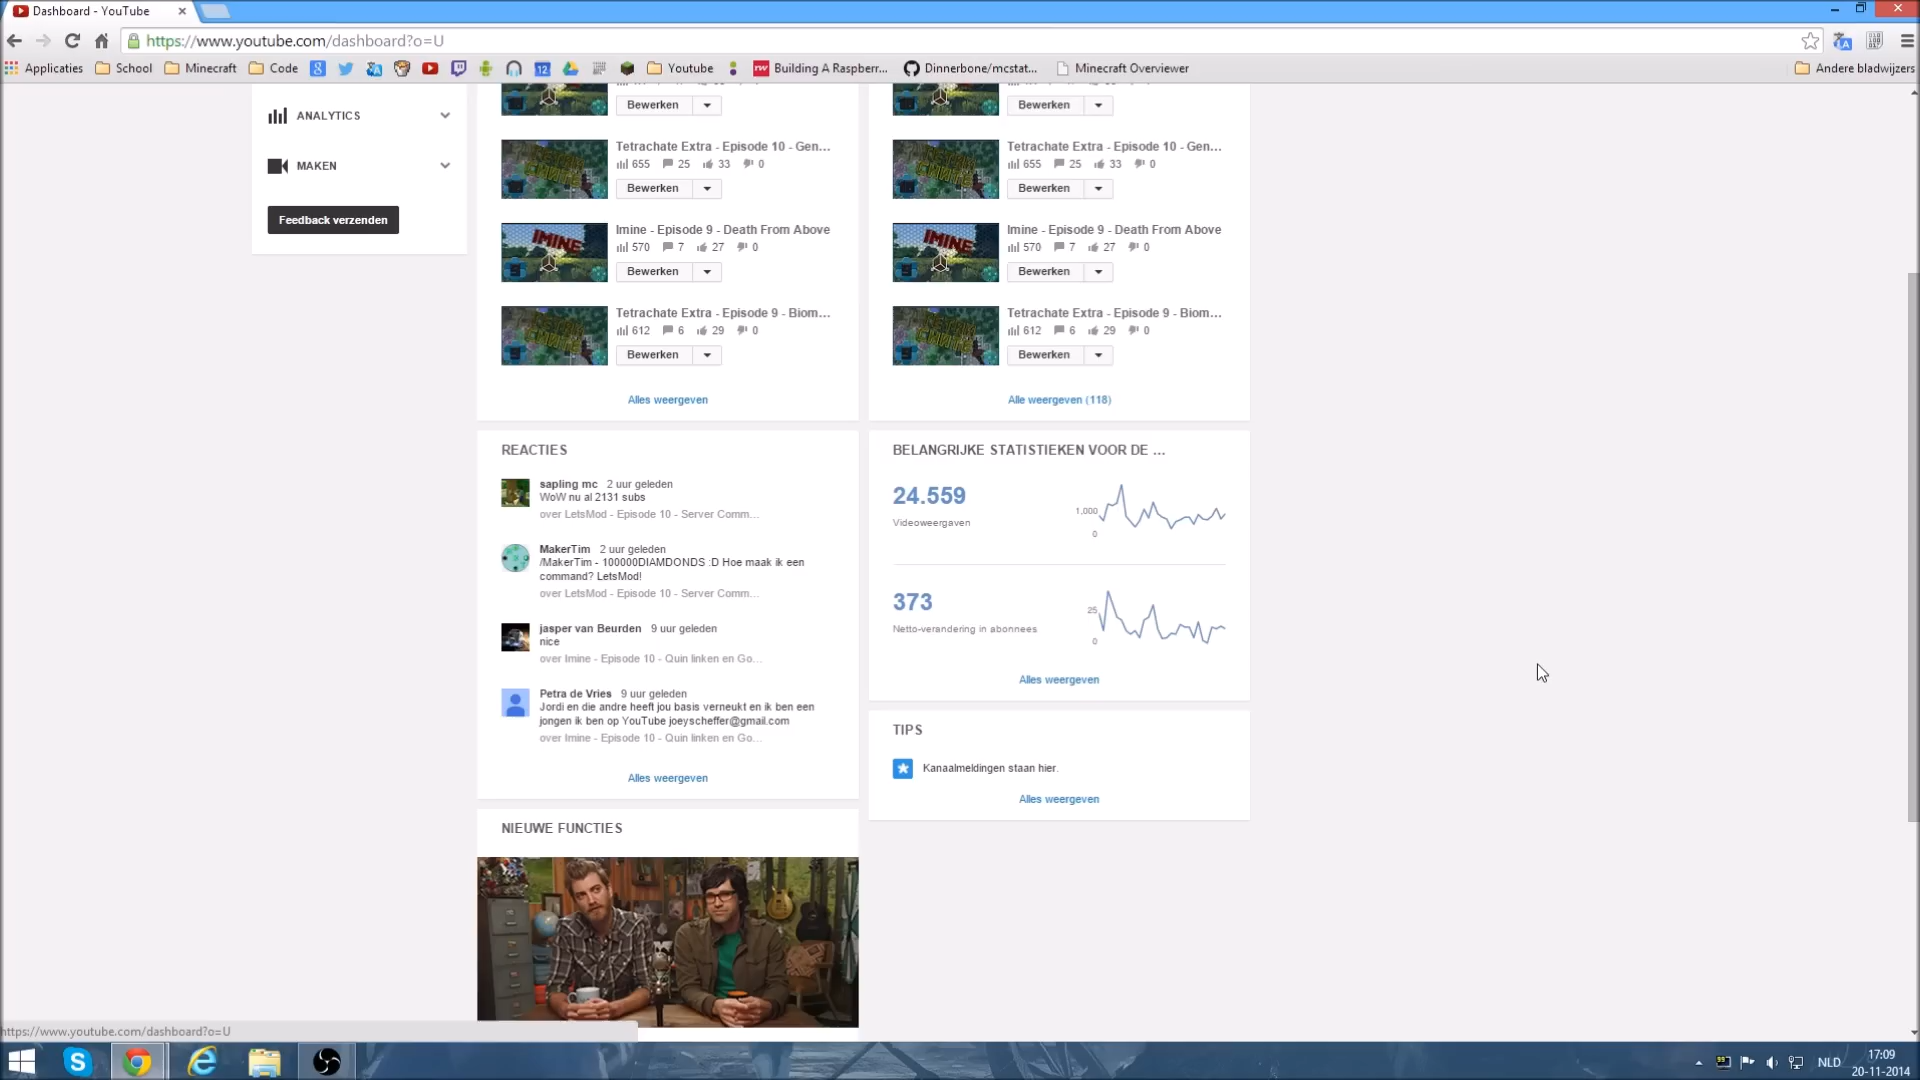 Dashboard - YouTube
https://www.youtube.com/dashboard?o=U
Applicaties
School
Minecraft
Code
12
Youtube
rw
Building A Raspberr...
Dinnerbone/mcstat...
Minecraft Overviewer
Andere bladwijzers
ANALYTICS
MAKEN
Feedback verzenden
Bewerken
Tetrachate Extra - Episode 10 - Gen...
655 25 33 0
Bewerken
Imine - Episode 9 - Death From Above
570 7 27 0
Bewerken
Tetrachate Extra - Episode 9 - Biom...
612 6 29 0
Bewerken
Alles weergeven
Bewerken
Tetrachate Extra - Episode 10 - Gen...
655 25 33 0
Bewerken
IMINE
Imine - Episode 9 - Death From Above
570 7 27 0
Bewerken
Tetrachate Extra - Episode 9 - Biom...
612 6 29 0
Bewerken
Alle weergeven (118)
REACTIES
sapling mc 2 uur geleden
WoW nu al 2131 subs
over LetsMod - Episode 10 - Server Comm...
MakerTim 2 uur geleden
/MakerTim - 100000DIAMDONDS :D Hoe maak ik een
command? LetsMod!
over LetsMod - Episode 10 - Server Comm...
jasper van Beurden 9 uur geleden
nice
over Imine - Episode 10 - Quin linken en Go...
Petra de Vries 9 uur geleden
Jordi en die andre heeft jou basis verneukt en ik ben een
jongen ik ben op YouTube joeyscheffer@gmail.com
over Imine - Episode 10 - Quin linken en Go...
Alles weergeven
BELANGRIJKE STATISTIEKEN VOOR DE ...
24.559
Videoweergaven
1,000
0
373
Netto-verandering in abonnees
25
0
Alles weergeven
TIPS
Kanaalmeldingen staan hier.
Alles weergeven
NIEUWE FUNCTIES
https://www.youtube.com/dashboard?o=U
NLD
17:09
20-11-2014